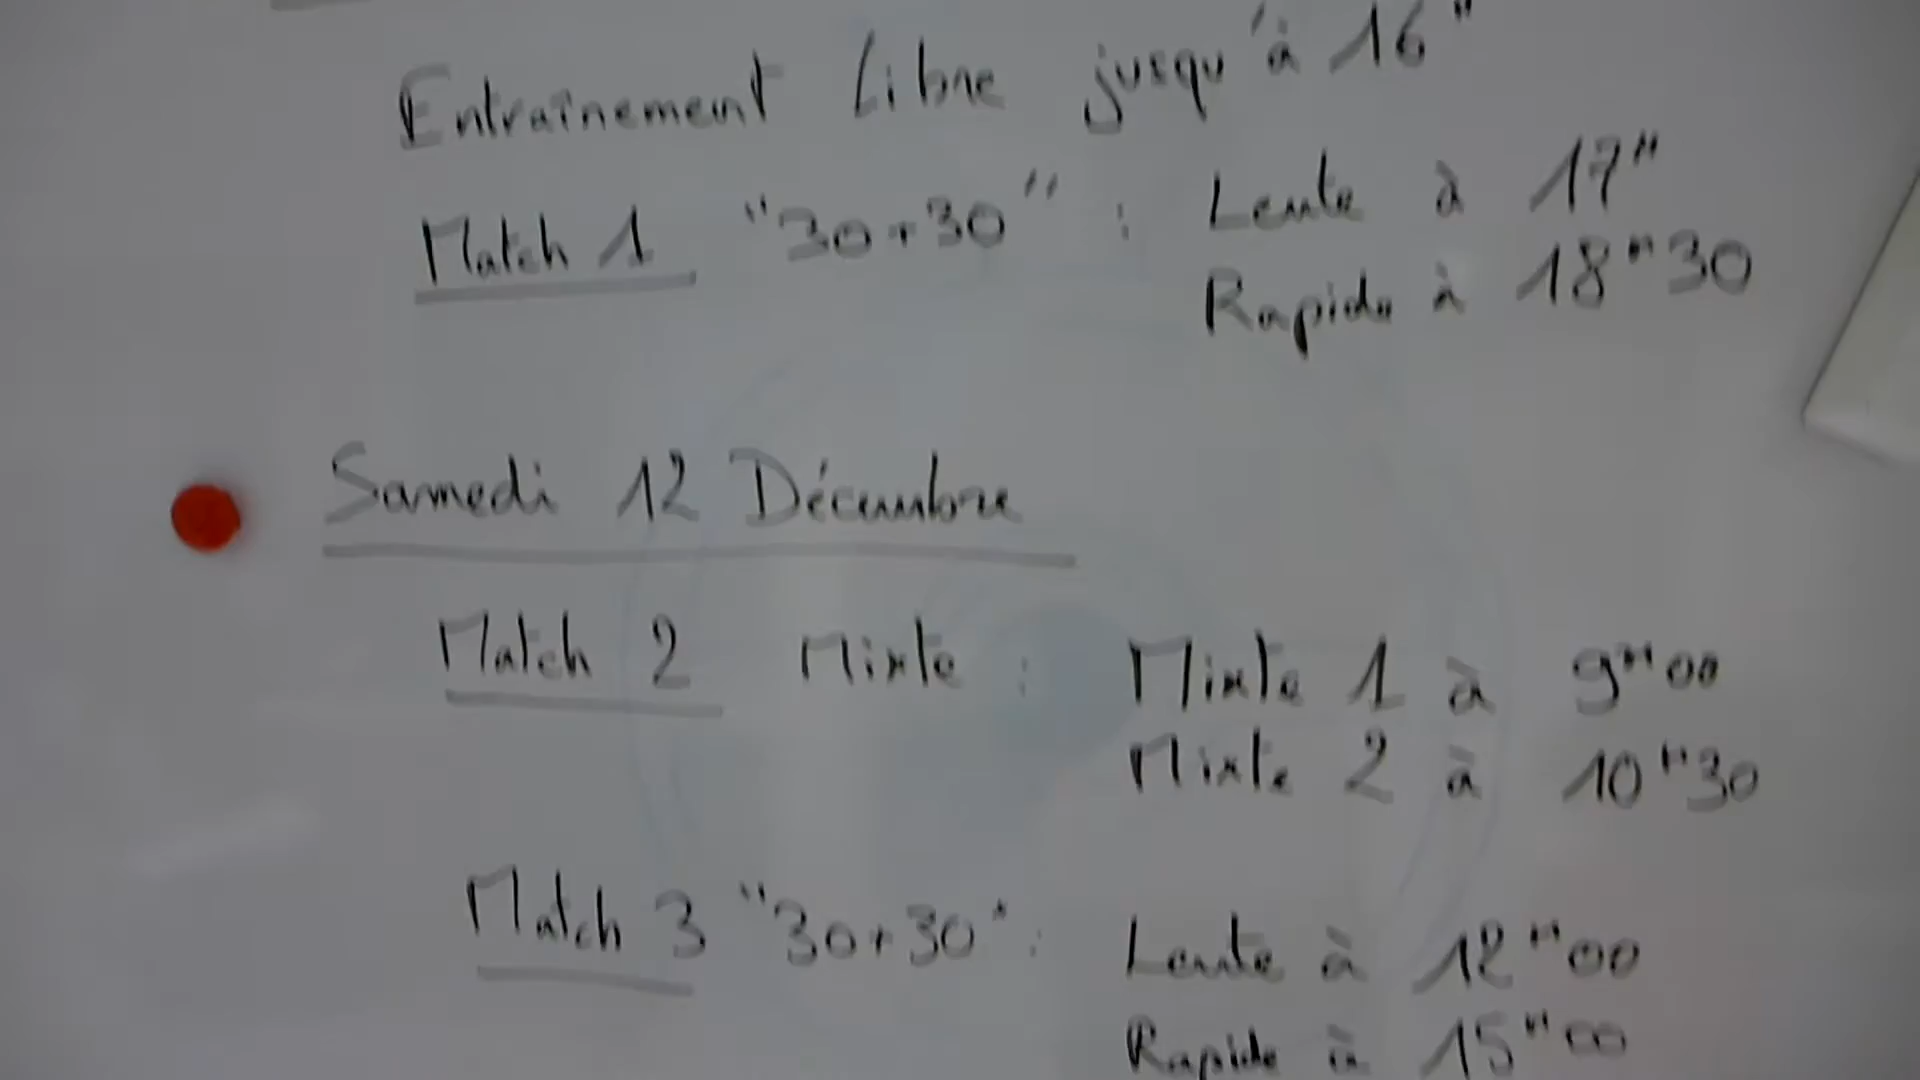 Entraînement Libre jusqu'à 16H
Match 1 "30+30" : Lente à 17H
Rapide à 18H30
Samedi 12 Décembre
Match 2 Mixte : Mixte 1 à 9H00
Mixte 2 à 10H30
Match 3 "30+30" : Lente à 12H00
Rapide à 15H00